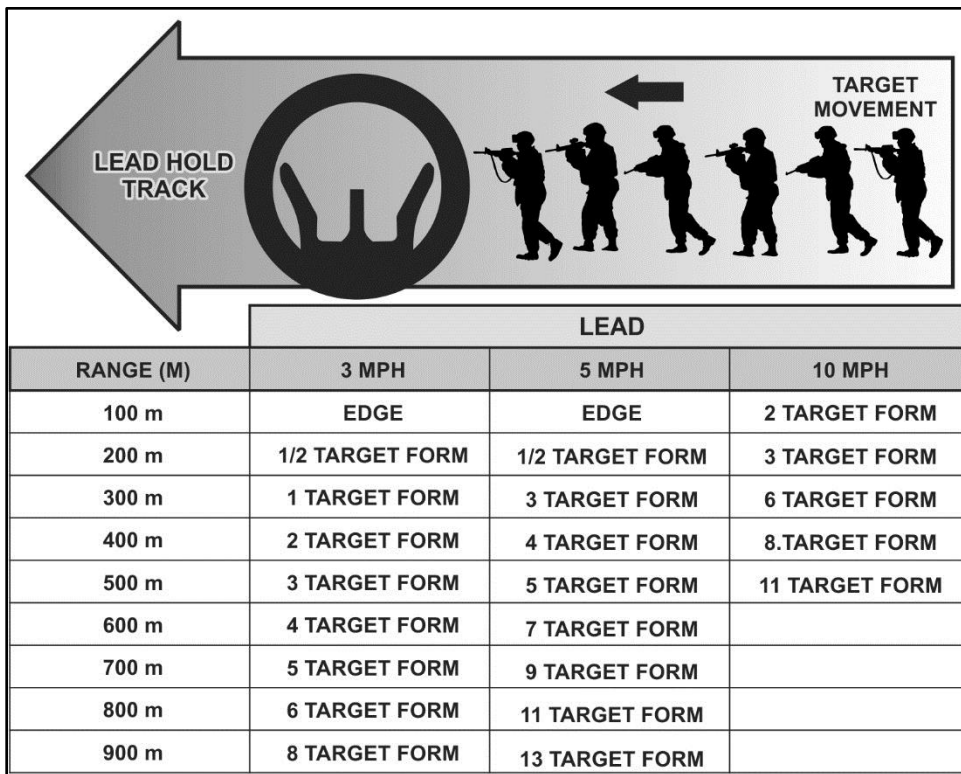 TARGET
MOVEMENT
LEAD HOLD
TRACK
LEAD
RANGE (M) 3 MPH 5 MPH 10 MPH
100 m EDGE EDGE 2 TARGET FORM
200 m 1/2 TARGET FORM 1/2 TARGET FORM 3 TARGET FORM
300 m 1 TARGET FORM 3 TARGET FORM 6 TARGET FORM
400 m 2 TARGET FORM 4 TARGET FORM 8.TARGET FORM
500 m 3 TARGET FORM 5 TARGET FORM 11 TARGET FORM
600 m 4 TARGET FORM 7 TARGET FORM
700 m 5 TARGET FORM 9 TARGET FORM
800 m 6 TARGET FORM 11 TARGET FORM
900 m 8 TARGET FORM 13 TARGET FORM